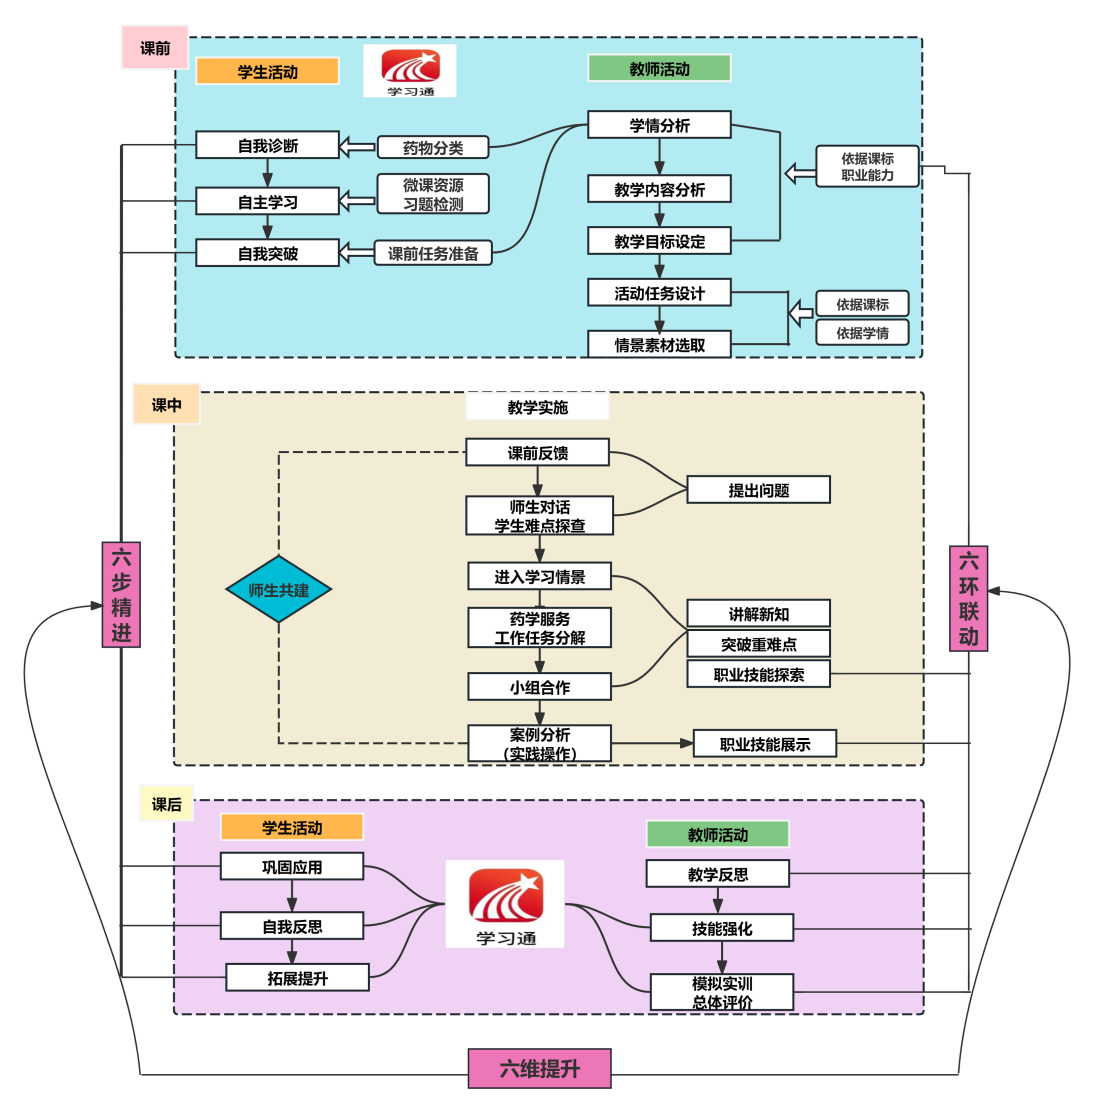 课前
学生活动
学习通
教师活动
自我诊断
药物分类
学情分析
依据课标
职业能力
自主学习
微课资源
习题检测
教学内容分析
自我突破
课前任务准备
教学目标设定
活动任务设计
依据课标
依据学情
情景素材选取
课中
教学实施
课前反馈
提出问题
师生对话
学生难点探查
师生共建
进入学习情景
药学服务
工作任务分解
讲解新知
突破重难点
职业技能探索
小组合作
案例分析
（实践操作）
职业技能展示
六步精进
六环联动
课后
学生活动
教师活动
巩固应用
教学反思
自我反思
学习通
技能强化
拓展提升
模拟实训
总体评价
六维提升